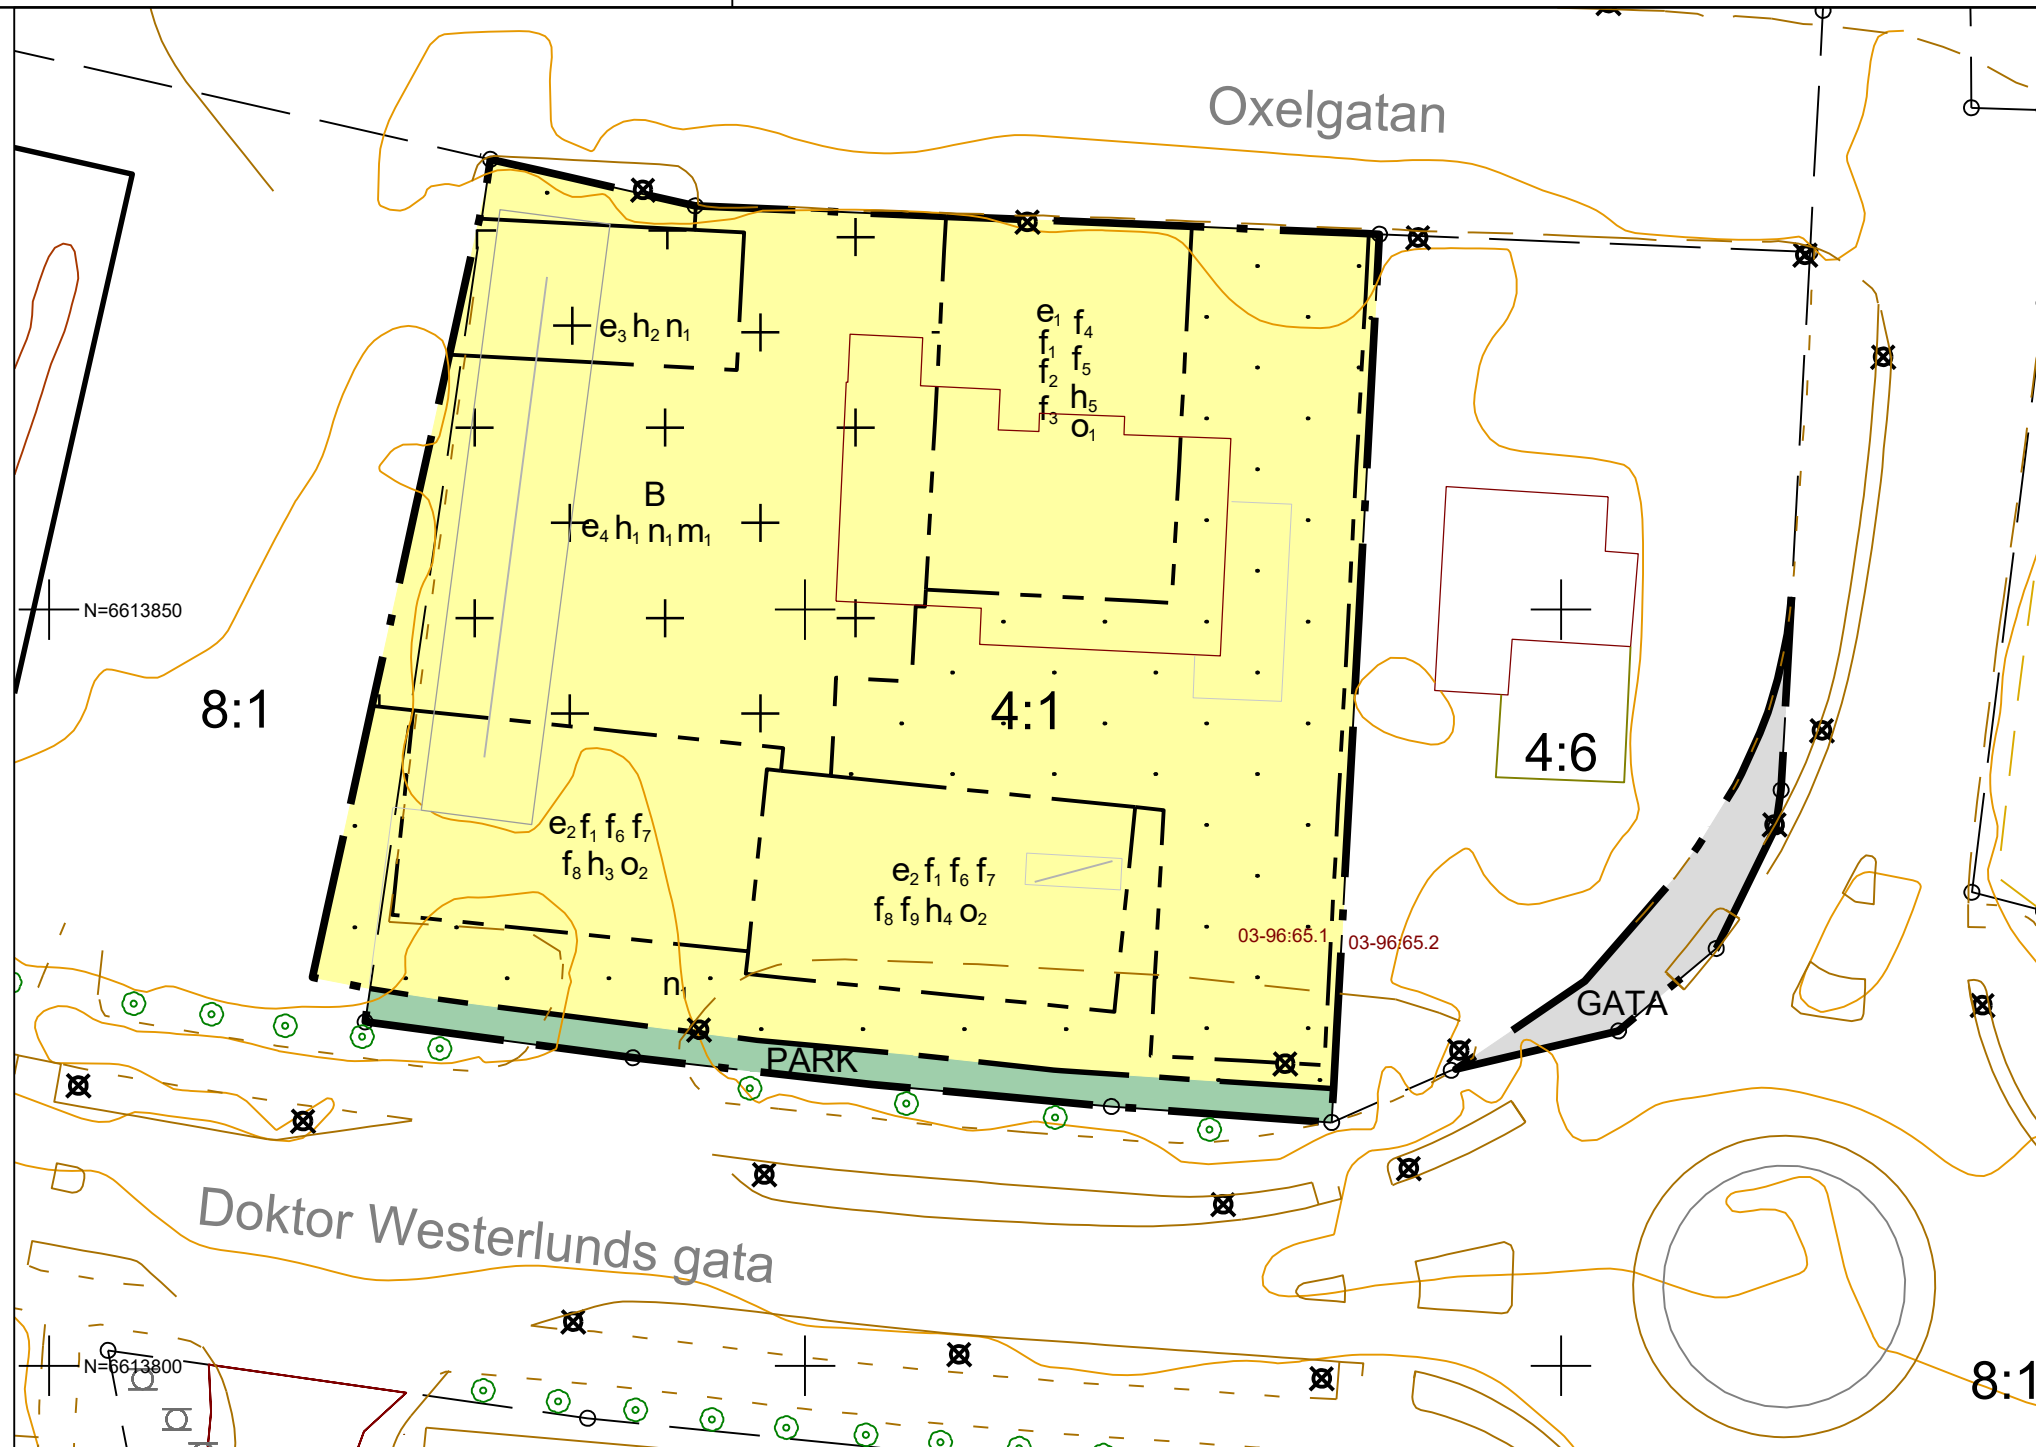 Oxelgatan
e₃ h₂ n₁
e₁ f₄
f₁ f₅
f₂ h₅
f₃ o₁
B
e₄ h₁ n₁ m₁
N=6613850
8:1
4:1
4:6
e₂ f₁ f₆ f₇
f₈ h₃ o₂
e₂ f₁ f₆ f₇
f₈ f₉ h₄ o₂
03-96:65.1
03-96:65.2
n₁
GATA
PARK
Doktor Westerlunds gata
N=6613800
8:1